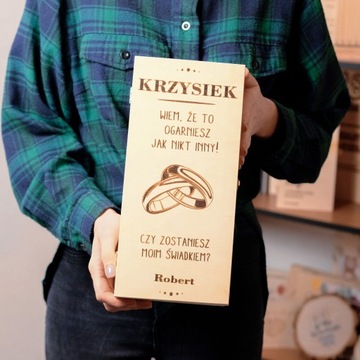 KRZYSIEK
WIEM, ŻE TO
OGARNIESZ
JAK NIKT INNY!
CZY ZOSTANIESZ
MOIM ŚWIADKIEM?
Robert